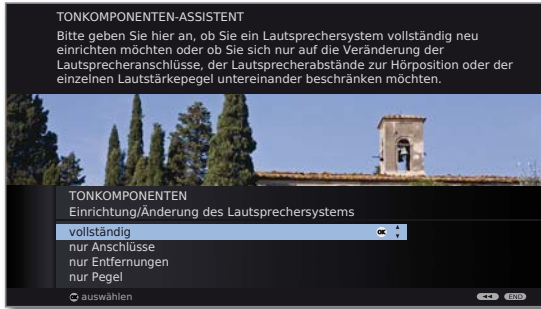 TONKOMPONENTEN-ASSISTENT
Bitte geben Sie hier an, ob Sie ein Lautsprechersystem vollständig neu
einrichten möchten oder ob Sie sich nur auf die Veränderung der
Lautsprecheranschlüsse, der Lautsprecherabstände zur Hörposition oder der
einzelnen Lautstärkepegel untereinander beschränken möchten.
TONKOMPONENTEN
Einrichtung/Änderung des Lautsprechersystems
vollständig OK
nur Anschlüsse
nur Entfernungen
nur Pegel
OK auswählen END